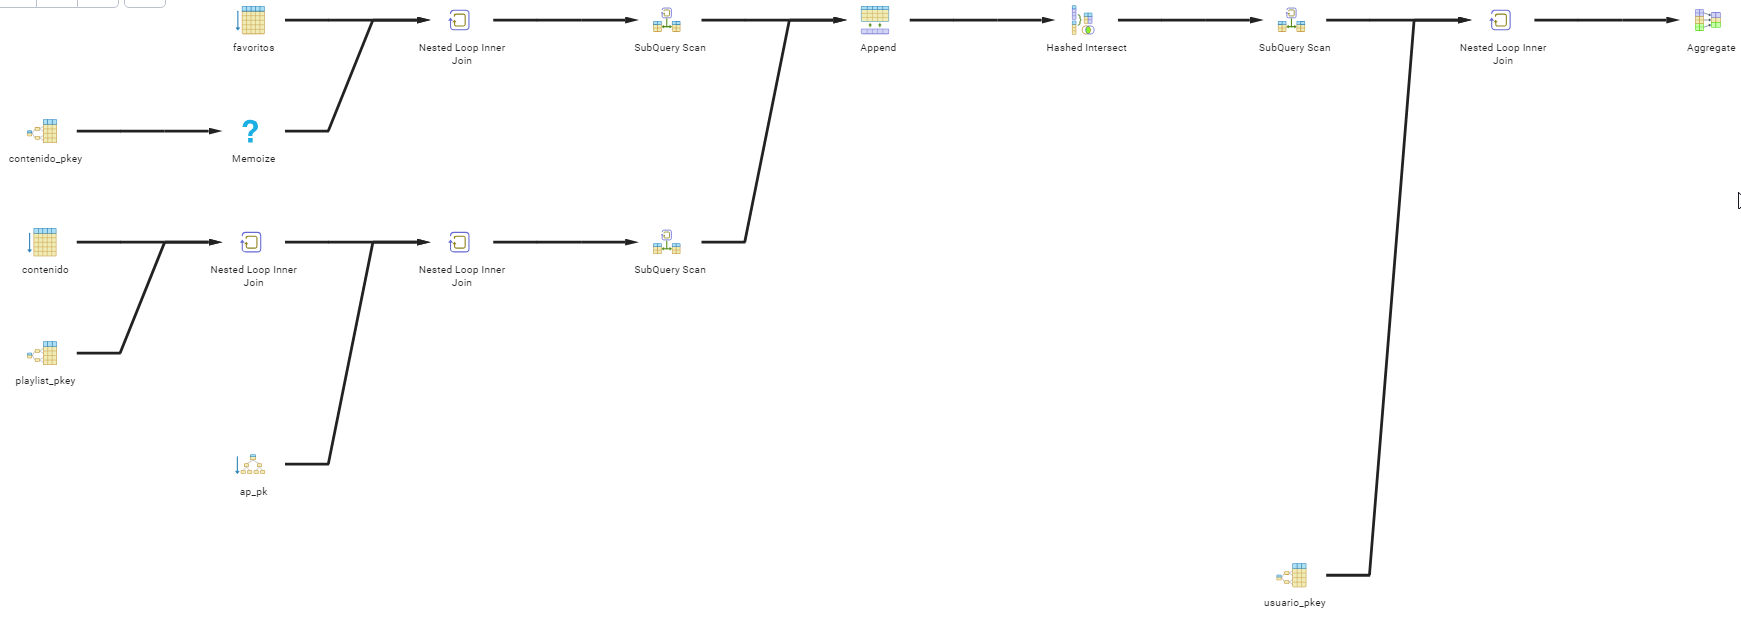 favoritos
Nested Loop Inner
Join
SubQuery Scan
Append
Hashed Intersect
SubQuery Scan
Nested Loop Inner
Join
Aggregate
contenido_pkey
?
Memoize
contenido
Nested Loop Inner
Join
Nested Loop Inner
Join
SubQuery Scan
playlist_pkey
ap_pk
usuario_pkey